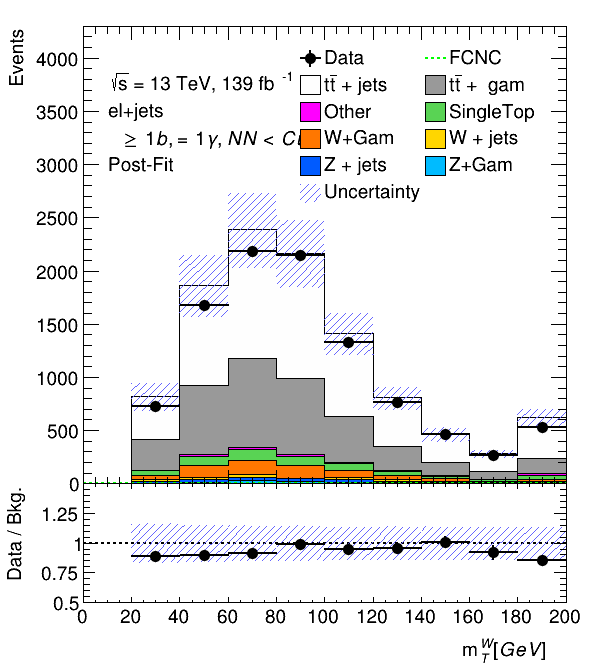 Events
4000
3500
3000
2500
2000
1500
1000
500
0
√s = 13 TeV, 139 fb⁻¹
el+jets
≥ 1b, = 1γ, NN <
Post-Fit
Data
FCNC
tt̄ + jets
tt̄ + gam
Other
SingleTop
W+Gam
W + jets
Z + jets
Z+Gam
Uncertainty
Data / Bkg.
1.25
1
0.75
0.5
0 20 40 60 80 100 120 140 160 180 200
m_T^W [GeV]